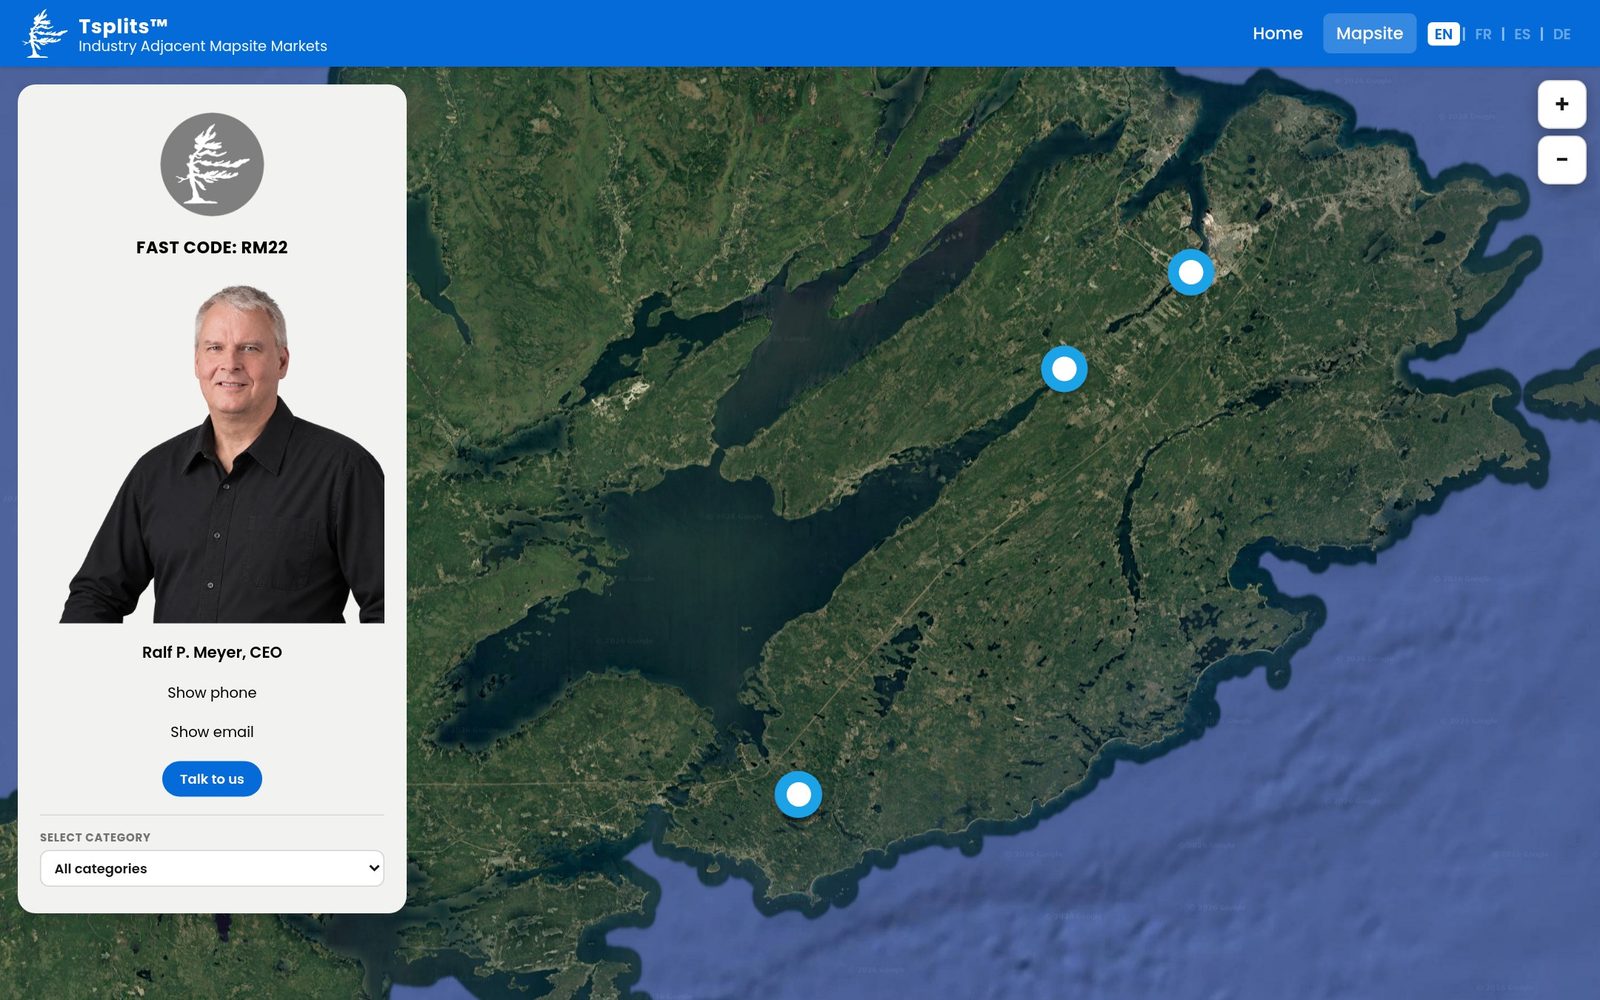 Tsplits™
Industry Adjacent Mapsite Markets
Home
Mapsite
EN | FR | ES | DE
+
-
FAST CODE: RM22
Ralf P. Meyer, CEO
Show phone
Show email
Talk to us
SELECT CATEGORY
All categories